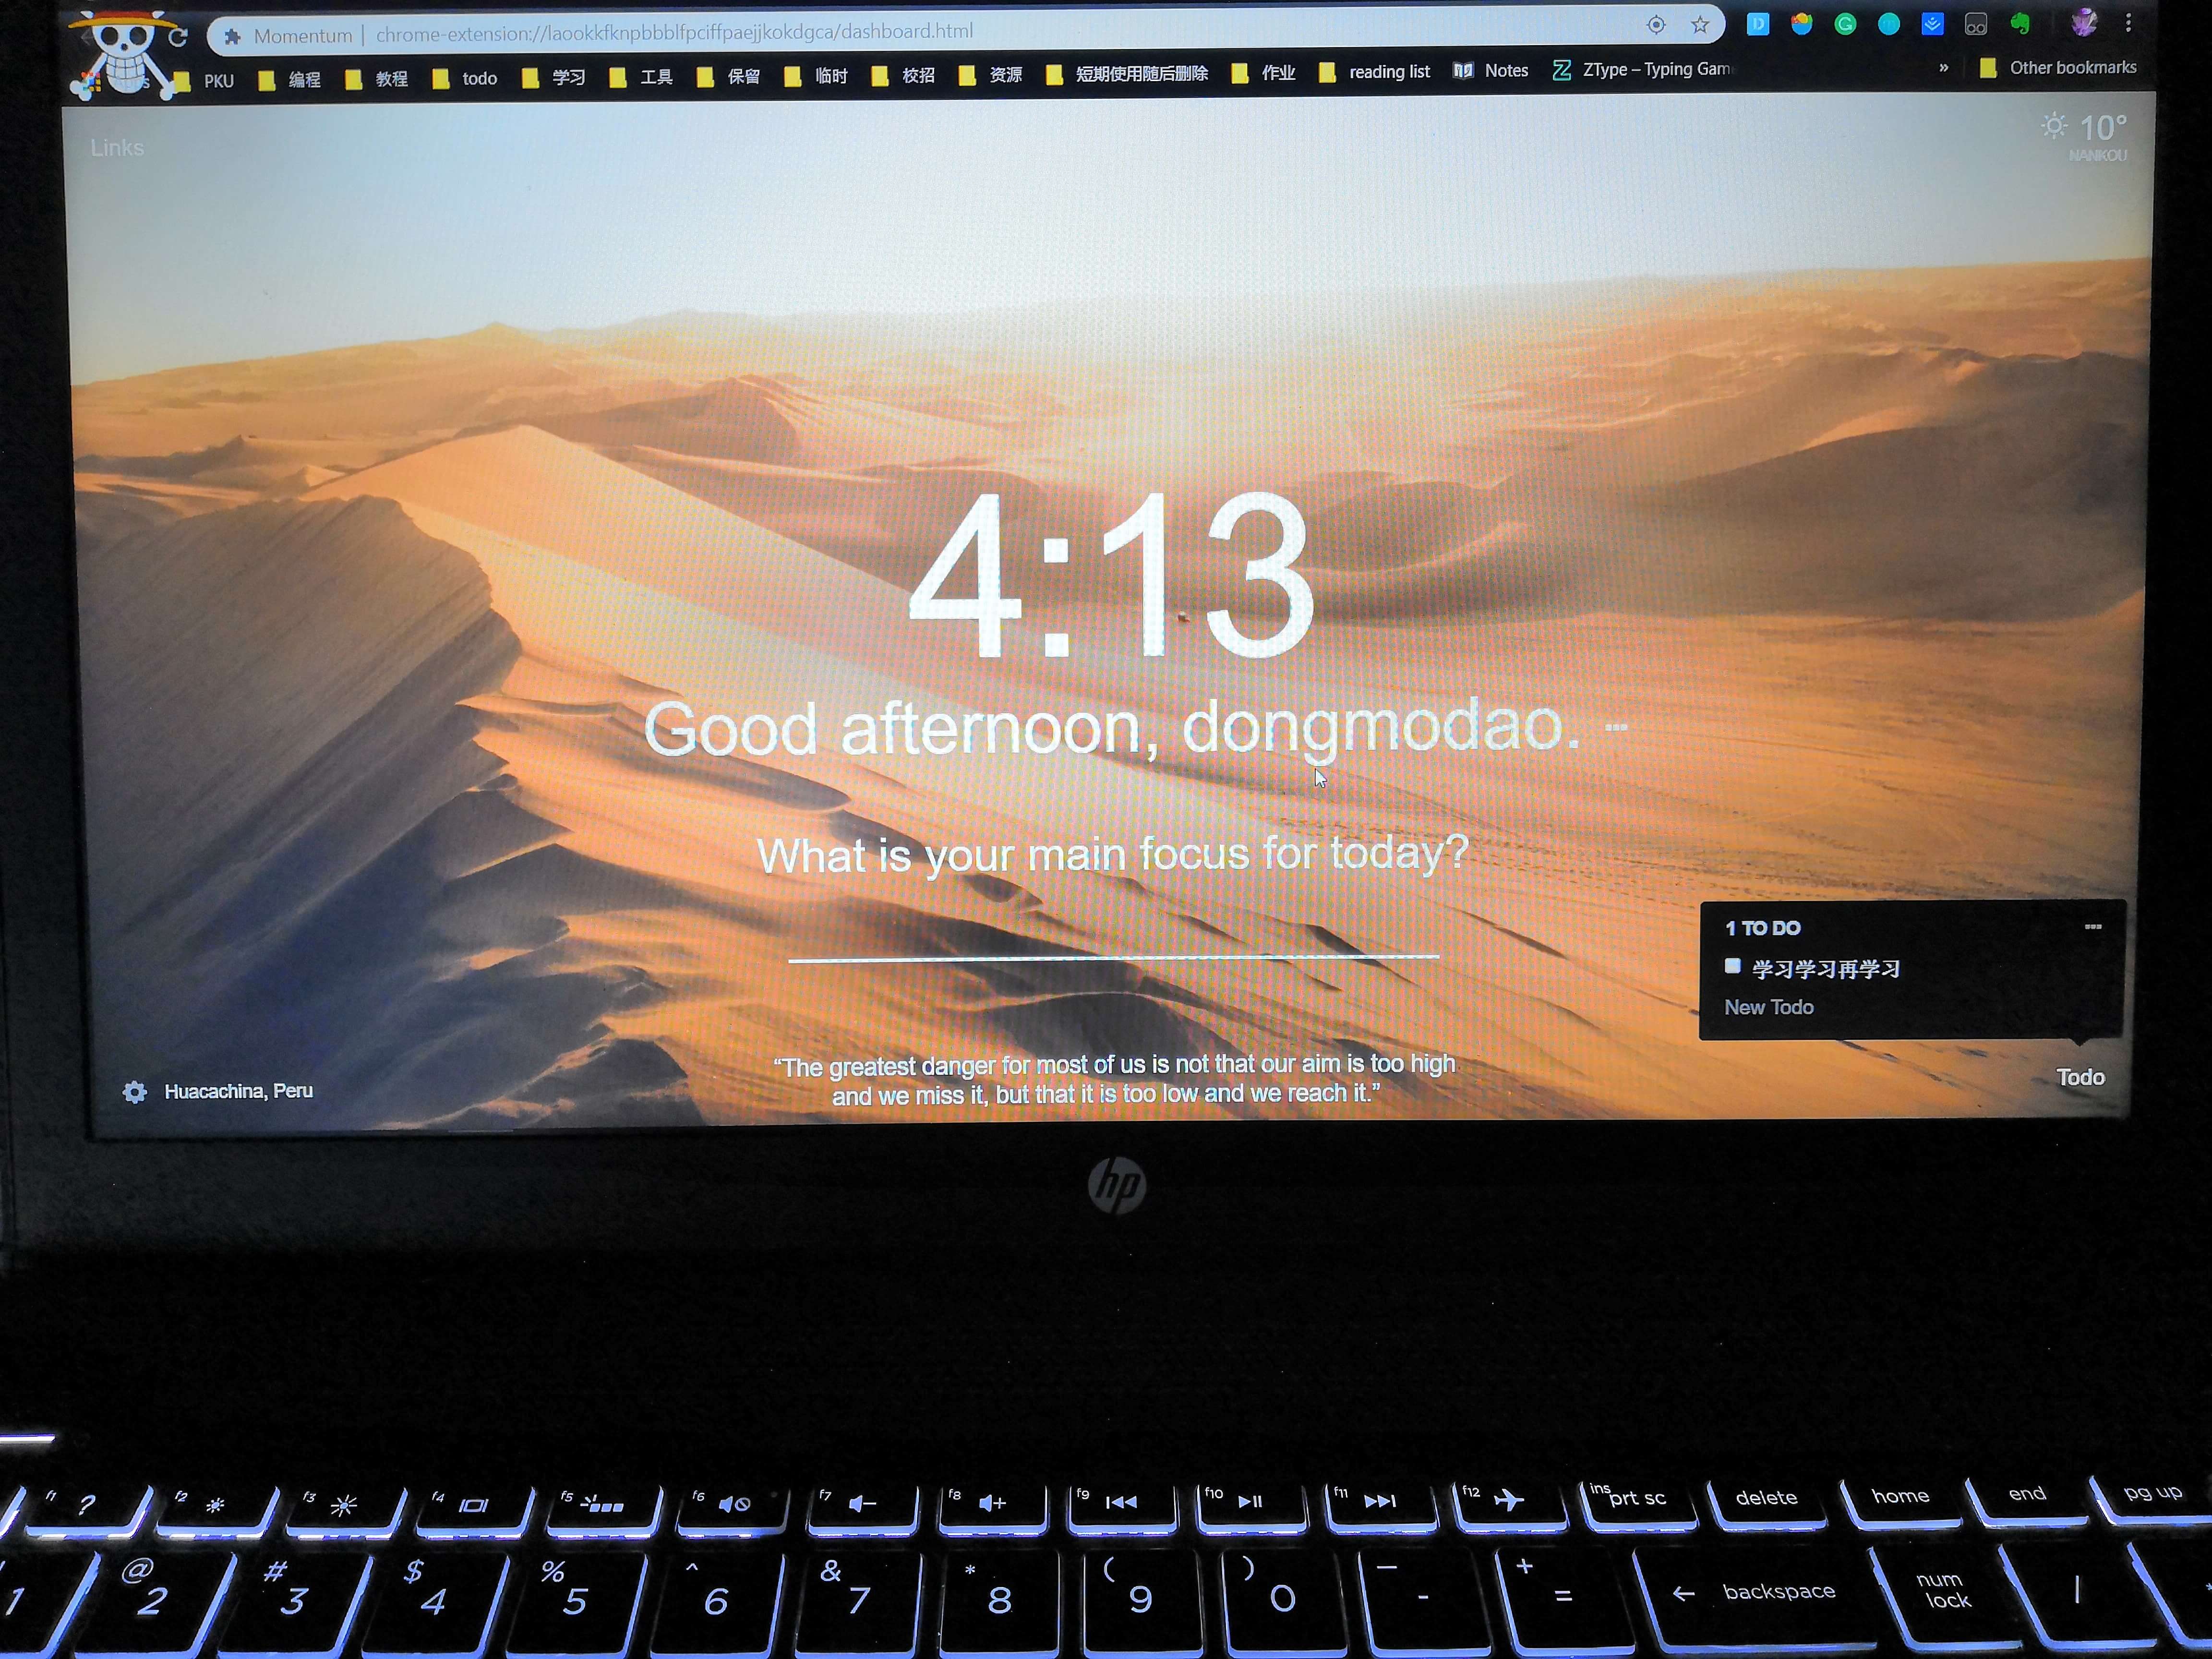 Momentum | chrome-extension://laookkfknpbbblfpciffpaejjkokdgca/dashboard.html
PKU 编程 教程 todo 学习 工具 保留 临时 校招 资源 短期使用随后删除 作业 reading list Notes ZType – Typing Gam » Other bookmarks
Links
10°
NANKOU
4:13
Good afternoon, dongmodao.
What is your main focus for today?
1 TO DO
学习学习再学习
New Todo
Todo
“The greatest danger for most of us is not that our aim is too high
and we miss it, but that it is too low and we reach it.”
Huacachina, Peru
hp
f1 ? f2 f3 f4 f5 f6 f7 f8 f9 f10 f11 f12 ins prt sc delete home end pg up
1 @ 2 # 3 $ 4 % 5 ^ 6 & 7 * 8 ( 9 ) 0 — - + = ← backspace num lock /